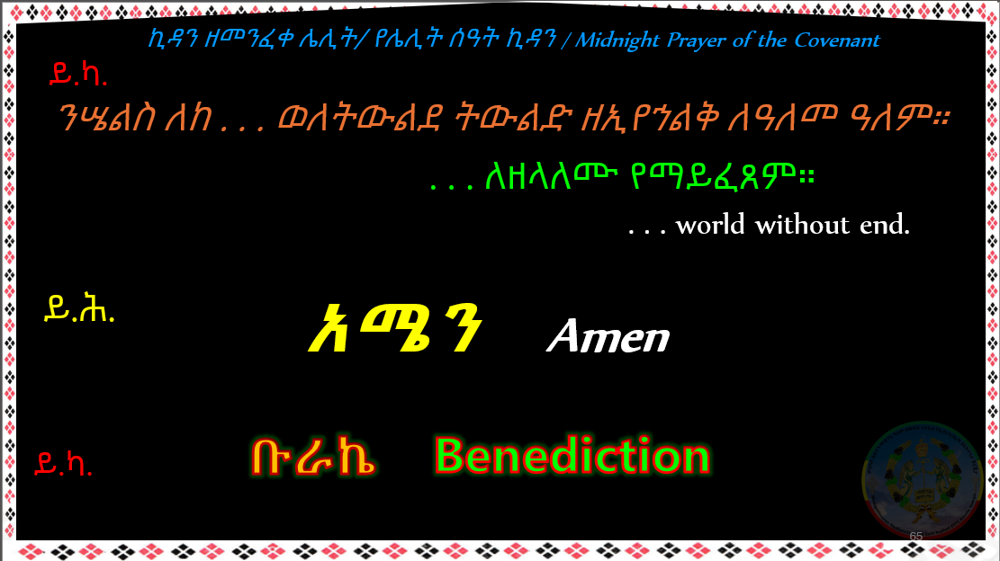 ኪዳን ዘመንፈቀ ሌሊት/ የሌሊት ሰዓት ኪዳን / Midnight Prayer of the Covenant
ይ.ካ.
ንሤልስ ለከ . . . ወለትውልደ ትውልድ ዘኢየኀልቅ ለዓለመ ዓለም።
. . . ለዘላለሙ የማይፈጸም።
. . . world without end.
ይ.ሕ.
አሜን Amen
ይ.ካ.
ቡራኬ Benediction
65